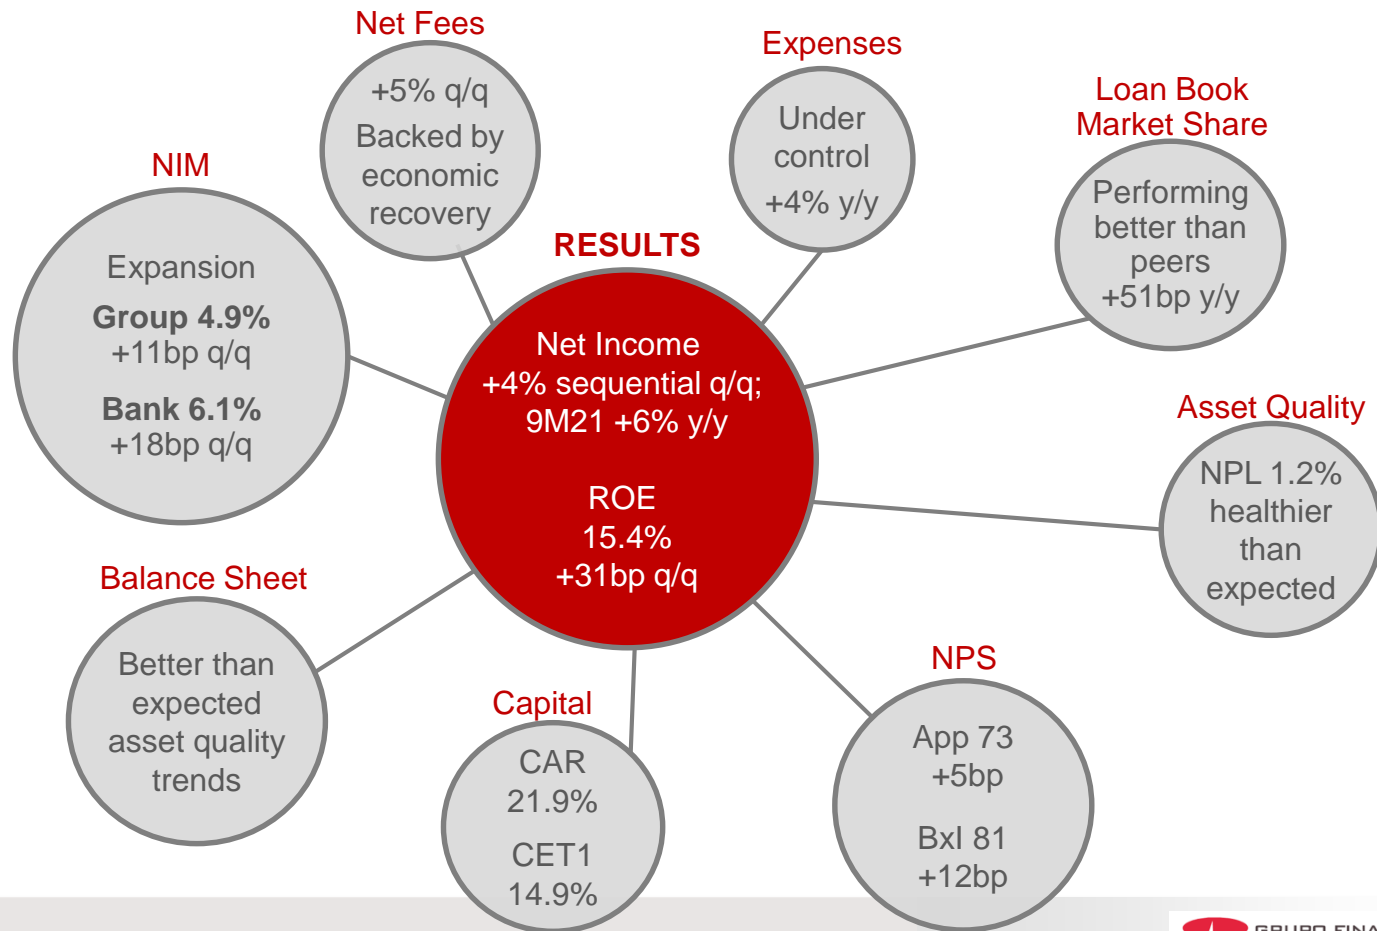 Net Fees
+5% q/q
Backed by
economic
recovery
Expenses
Under
control
+4% y/y
Loan Book
Market Share
Performing
better than
peers
+51bp y/y
NIM
Expansion
Group 4.9%
+11bp q/q
Bank 6.1%
+18bp q/q
RESULTS
Net Income
+4% sequential q/q;
9M21 +6% y/y
ROE
15.4%
+31bp q/q
Asset Quality
NPL 1.2%
healthier
than
expected
Balance Sheet
Better than
expected
asset quality
trends
Capital
CAR
21.9%
CET1
14.9%
NPS
App 73
+5bp
BxI 81
+12bp
GRUPO FINA